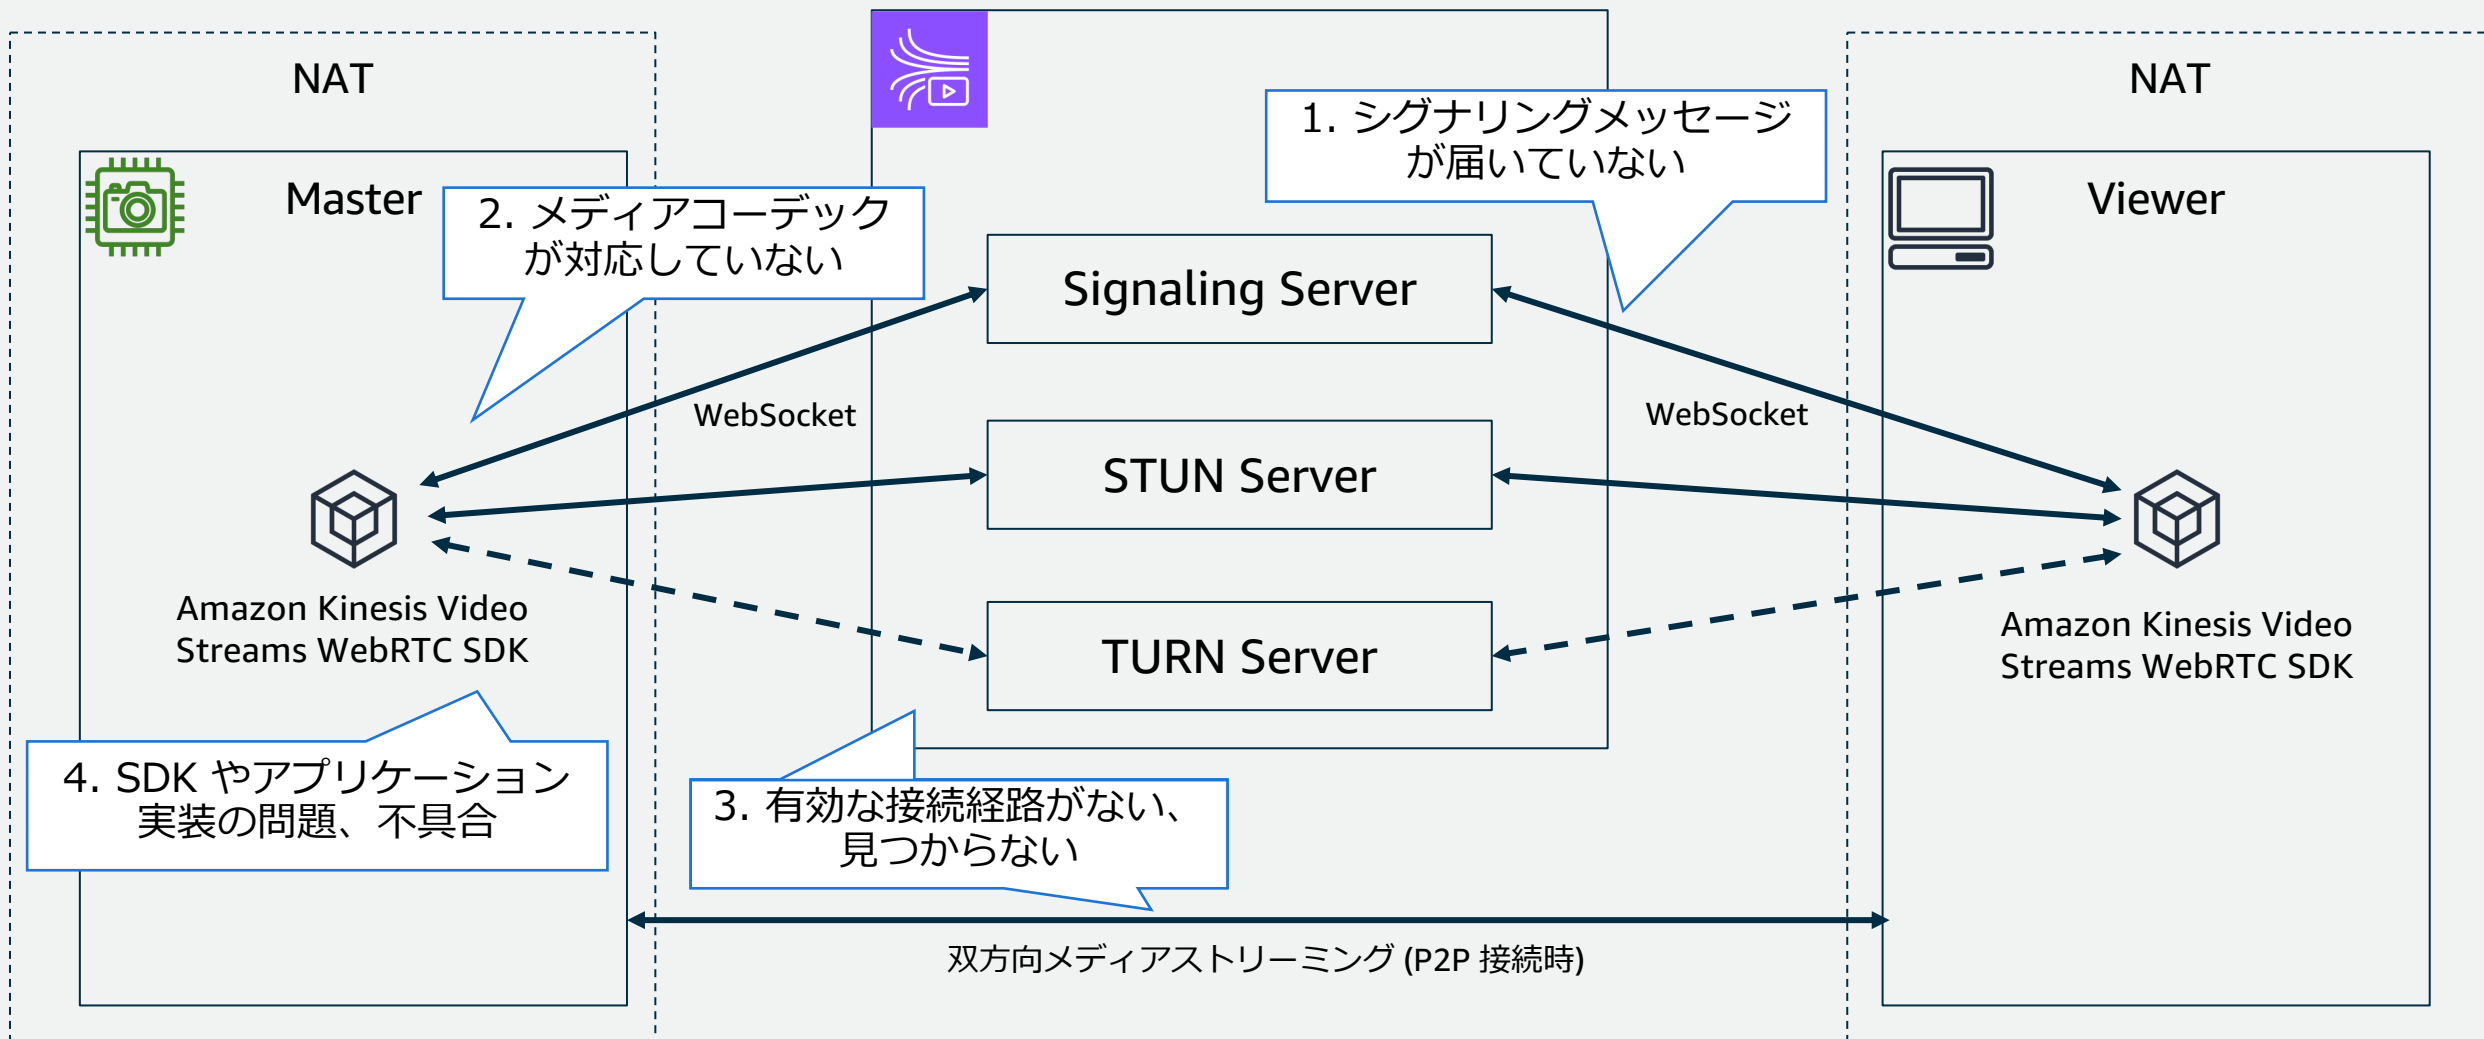 NAT
Master
2. メディアコーデック
が対応していない
Amazon Kinesis Video
Streams WebRTC SDK
4. SDK やアプリケーション
実装の問題、不具合
WebSocket
Signaling Server
STUN Server
TURN Server
1. シグナリングメッセージ
が届いていない
WebSocket
3. 有効な接続経路がない、
見つからない
双方向メディアストリーミング (P2P 接続時)
NAT
Viewer
Amazon Kinesis Video
Streams WebRTC SDK